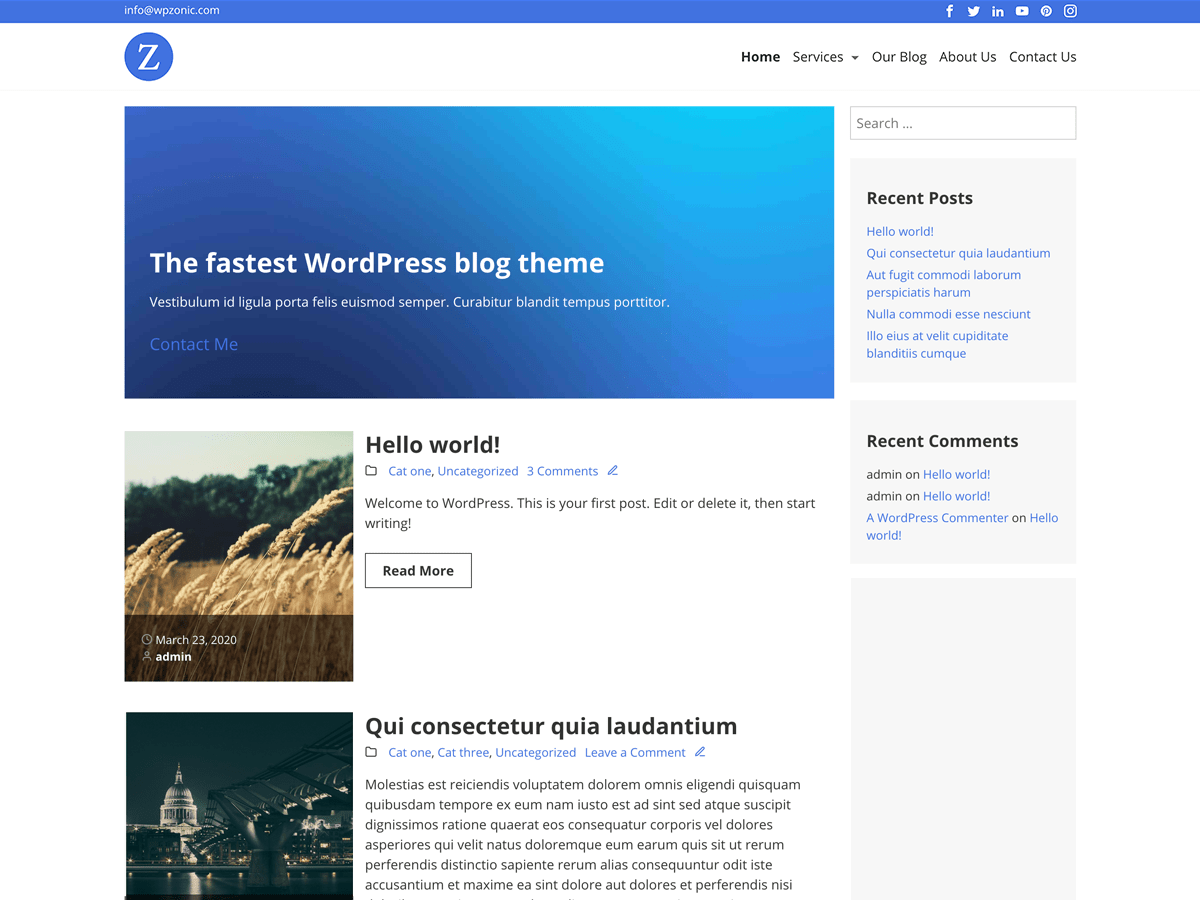 info@wpzonic.com
Z
Home Services Our Blog About Us Contact Us
The fastest WordPress blog theme
Vestibulum id ligula porta felis euismod semper. Curabitur blandit tempus porttitor.
Contact Me
Hello world!
Cat one, Uncategorized 3 Comments
Welcome to WordPress. This is your first post. Edit or delete it, then start
writing!
Read More
March 23, 2020
admin
Qui consectetur quia laudantium
Cat one, Cat three, Uncategorized Leave a Comment
Molestias est reiciendis voluptatem dolorem omnis eligendi quisquam
quibusdam tempore ex eum nam iusto est ad sint sed atque suscipit
dignissimos ratione quaerat eos consequatur corporis vel dolores
asperiores qui velit natus doloremque eum earum quis sit ut rerum
perferendis distinctio sapiente rerum alias consequuntur odit iste
accusantium et maxime ea sint dolore aut dolores et perferendis nisi
Search ...
Recent Posts
Hello world!
Qui consectetur quia laudantium
Aut fugit commodi laborum
perspiciatis harum
Nulla commodi esse nesciunt
Illo eius at velit cupiditate
blanditiis cumque
Recent Comments
admin on Hello world!
admin on Hello world!
A WordPress Commenter on Hello
world!